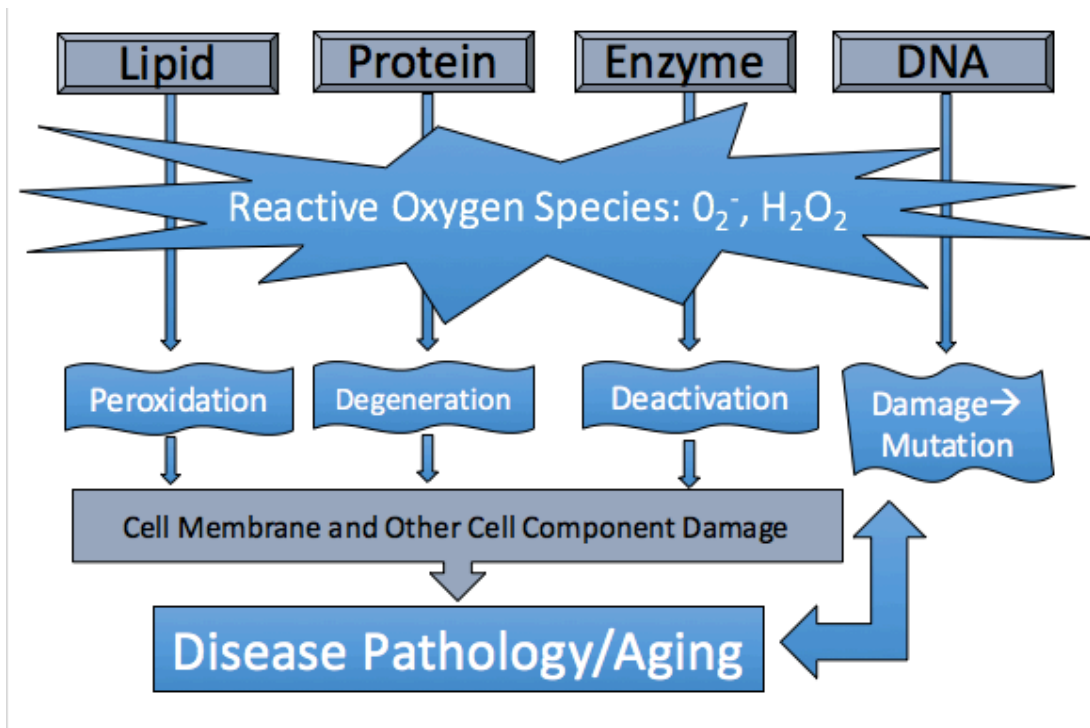 Lipid
Protein
Enzyme
DNA
Reactive Oxygen Species: 0₂⁻, H₂O₂
Peroxidation
Degeneration
Deactivation
Damage→
Mutation
Cell Membrane and Other Cell Component Damage
Disease Pathology/Aging